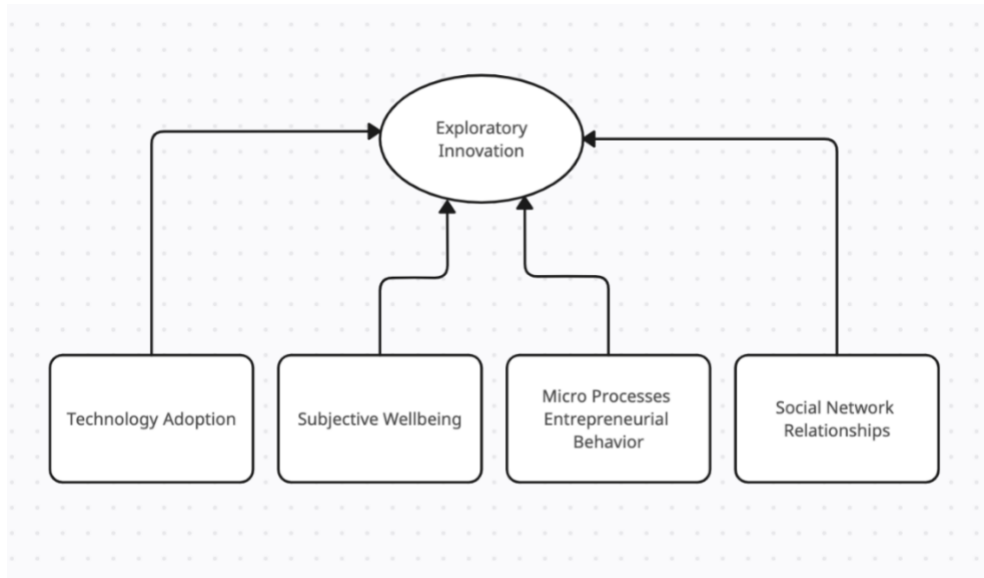 Exploratory
Innovation
Technology Adoption
Subjective Wellbeing
Micro Processes
Entrepreneurial
Behavior
Social Network
Relationships